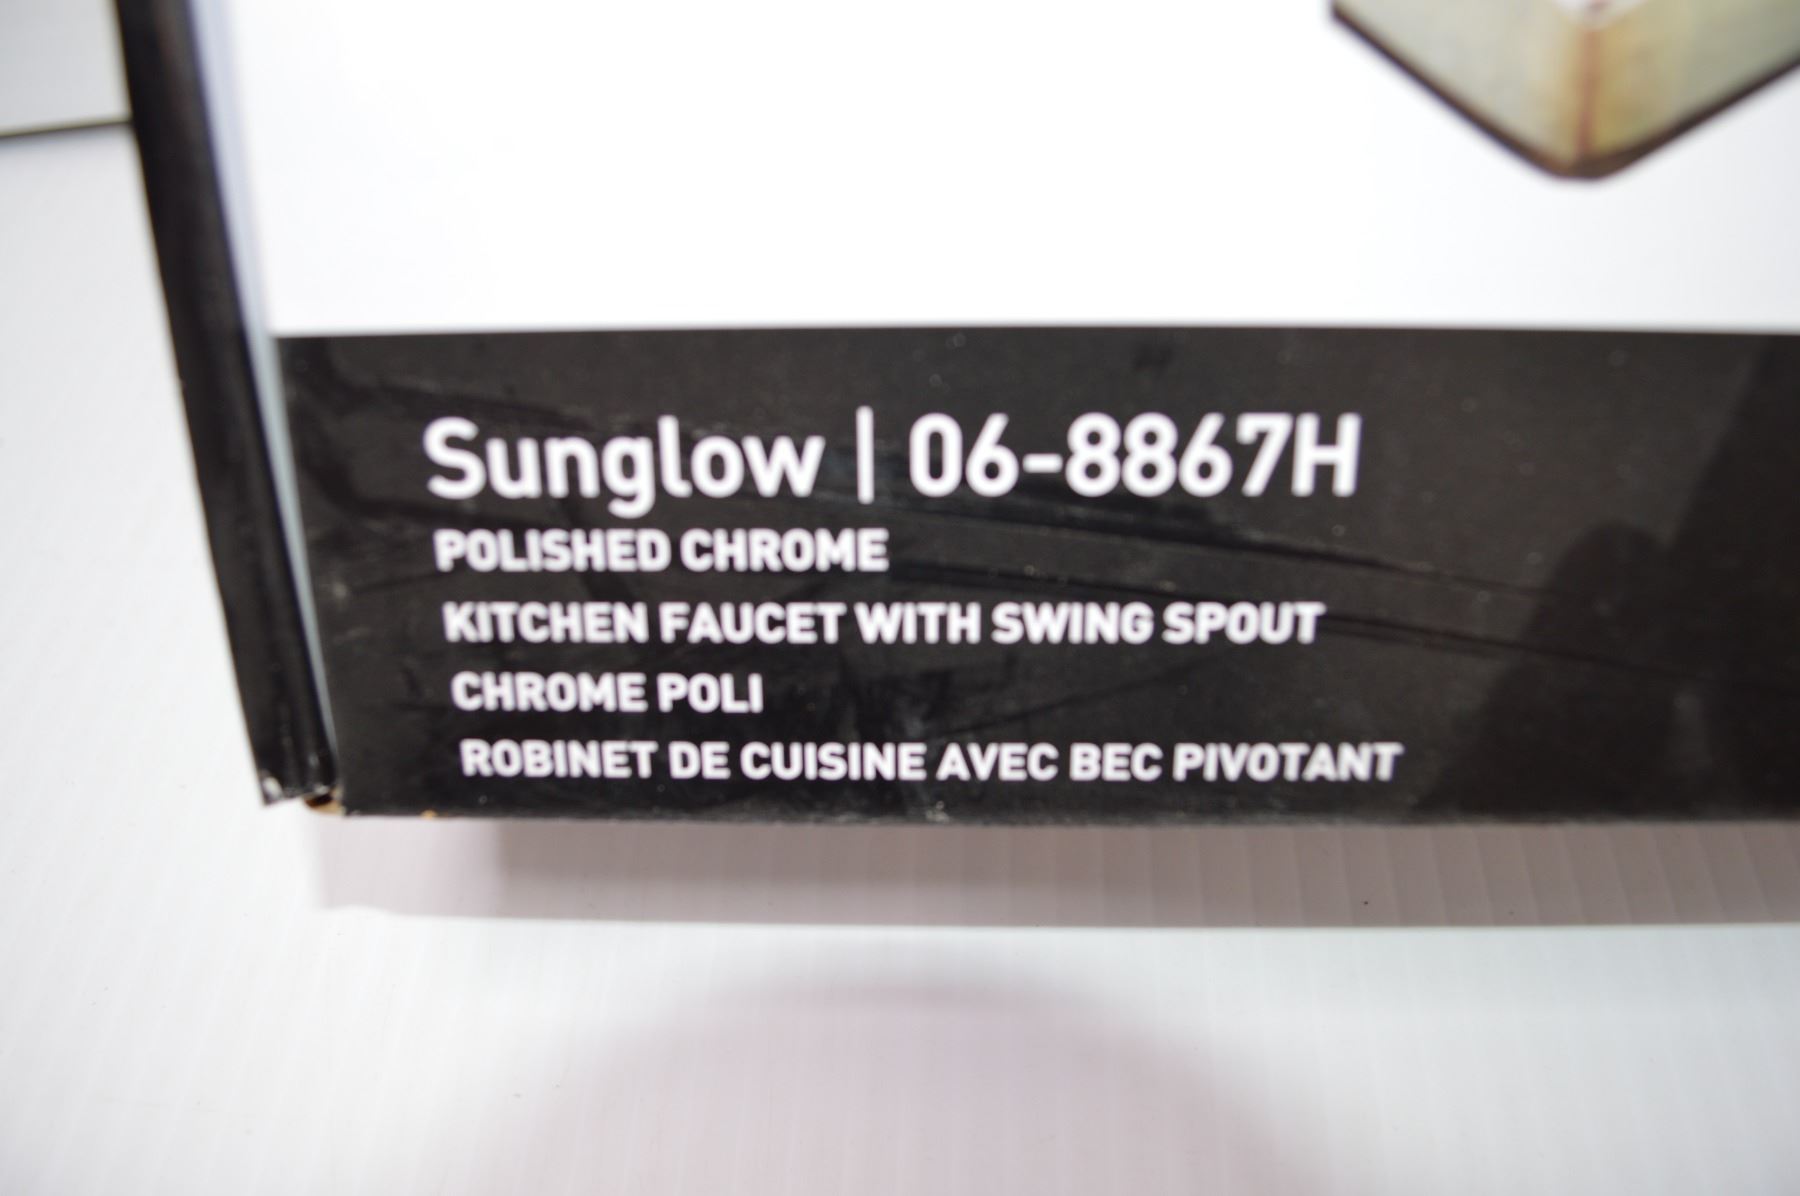 Sunglow | 06-8867H
POLISHED CHROME
KITCHEN FAUCET WITH SWING SPOUT
CHROME POLI
ROBINET DE CUISINE AVEC BEC PIVOTANT